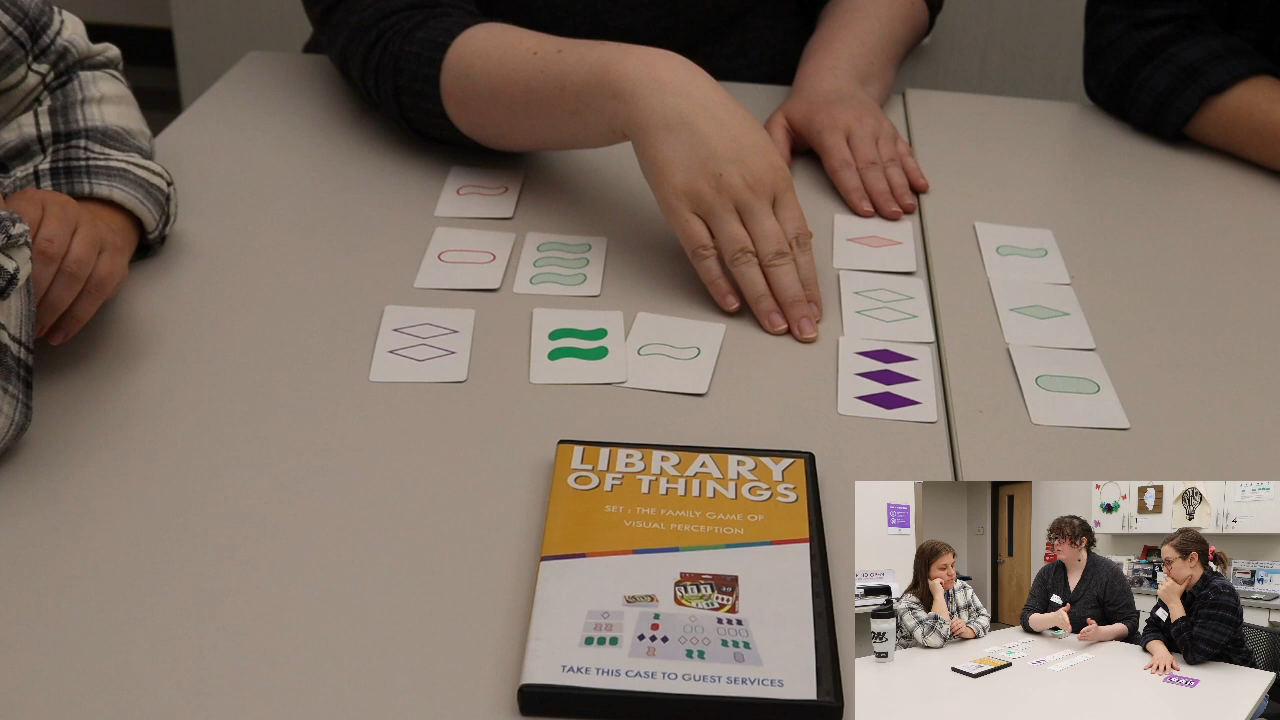 LIBRARY
OF THINGS
SET : THE FAMILY GAME OF
VISUAL PERCEPTION
TAKE THIS CASE TO GUEST SERVICES